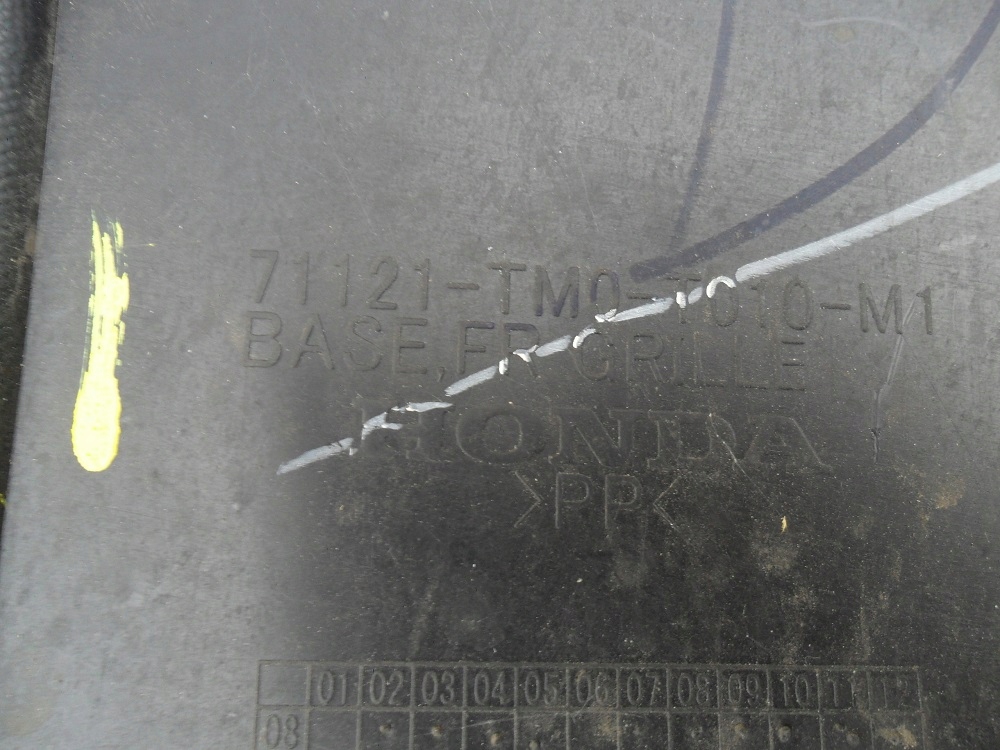 71121-TM0-T010-M1
BASE,FR GRILLE
HONDA
>PP<
01 02 03 04 05 06 07 08 09 10 11 12
08